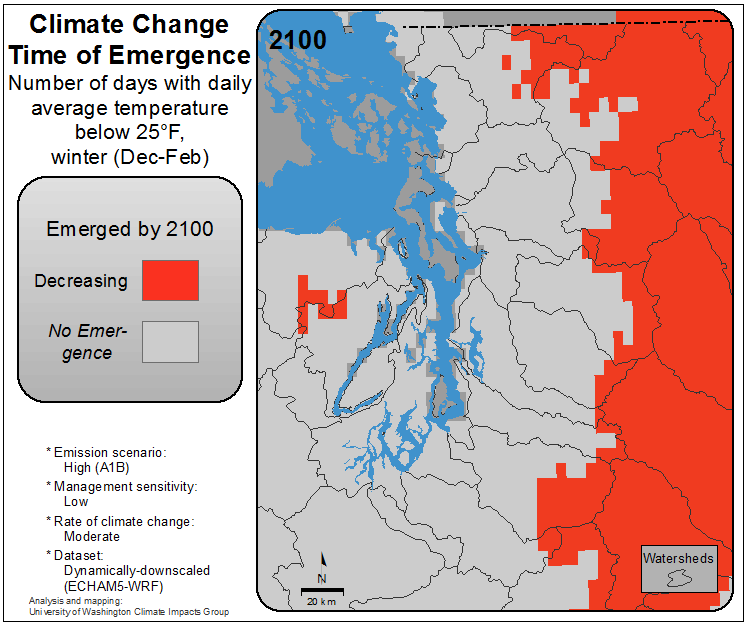 Climate Change
Time of Emergence
Number of days with daily
average temperature
below 25°F,
winter (Dec-Feb)
Emerged by 2100
Decreasing
No Emer-
gence
* Emission scenario:
High (A1B)
* Management sensitivity:
Low
* Rate of climate change:
Moderate
* Dataset:
Dynamically-downscaled
(ECHAM5-WRF)
Analysis and mapping:
University of Washington Climate Impacts Group
2100
N
20 km
Watersheds